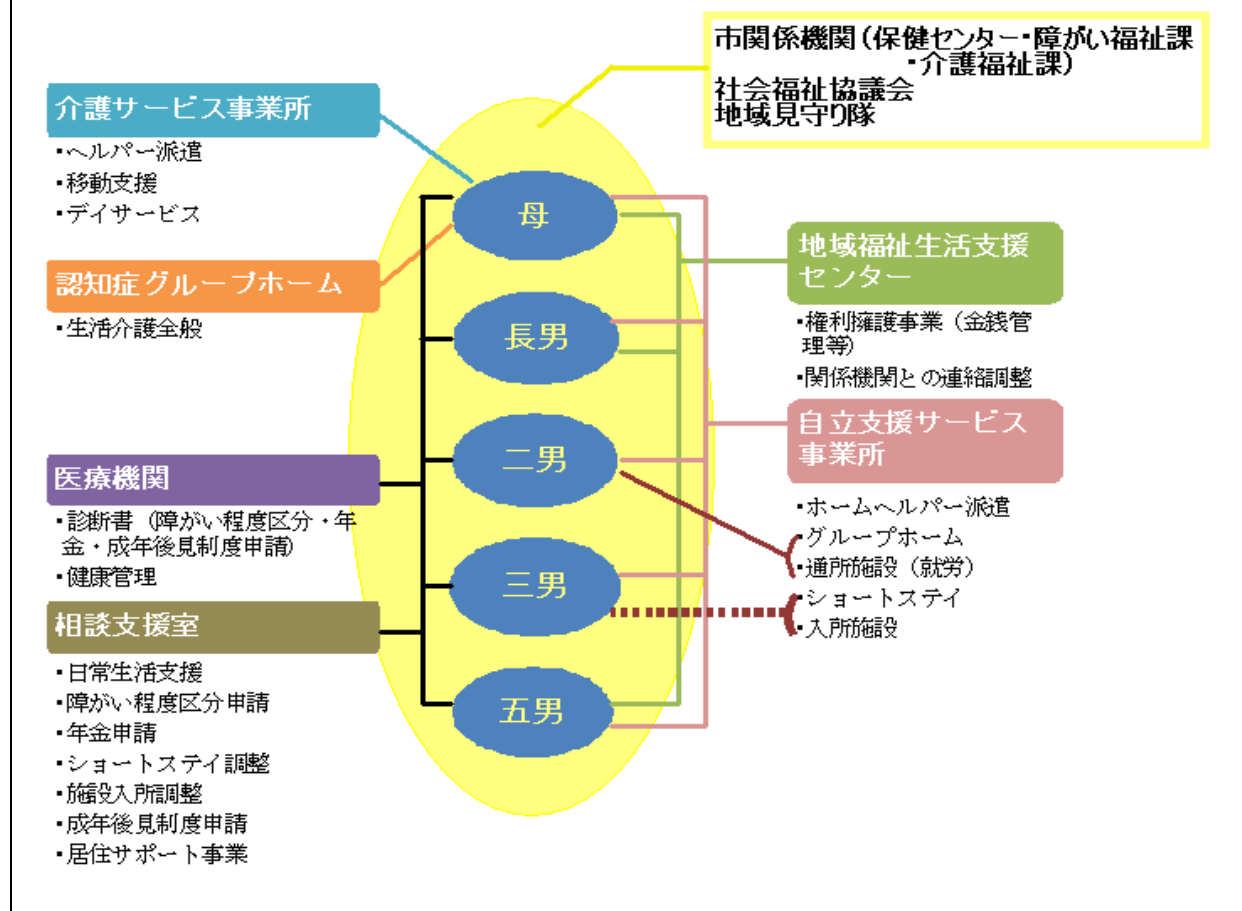 市関係機関(保健センター・障がい福祉課
・介護福祉課)
社会福祉協議会
地域見守り隊
介護サービス事業所
・ヘルパー派遣
・移動支援
・デイサービス
認知症グループホーム
・生活介護全般
医療機関
・診断書（障がい程度区分・年
金・成年後見制度申請）
・健康管理
相談支援室
・日常生活支援
・障がい程度区分申請
・年金申請
・ショートステイ調整
・施設入所調整
・成年後見制度申請
・居住サポート事業
母
長男
二男
三男
五男
地域福祉生活支援
センター
・権利擁護事業（金銭管
理等）
・関係機関との連絡調整
自立支援サービス
事業所
・ホームヘルパー派遣
・グループホーム
・通所施設（就労）
・ショートステイ
・入所施設